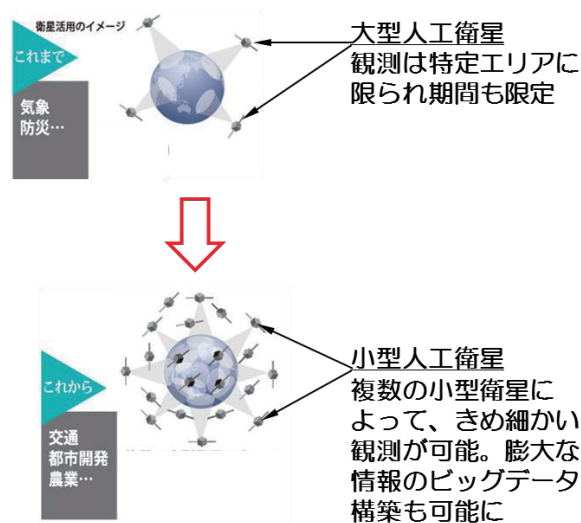 衛星活用のイメージ
これまで
気象
防災…
大型人工衛星
観測は特定エリアに
限られ期間も限定
これから
交通
都市開発
農業…
小型人工衛星
複数の小型衛星に
よって、きめ細かい
観測が可能。膨大な
情報のビッグデータ
構築も可能に